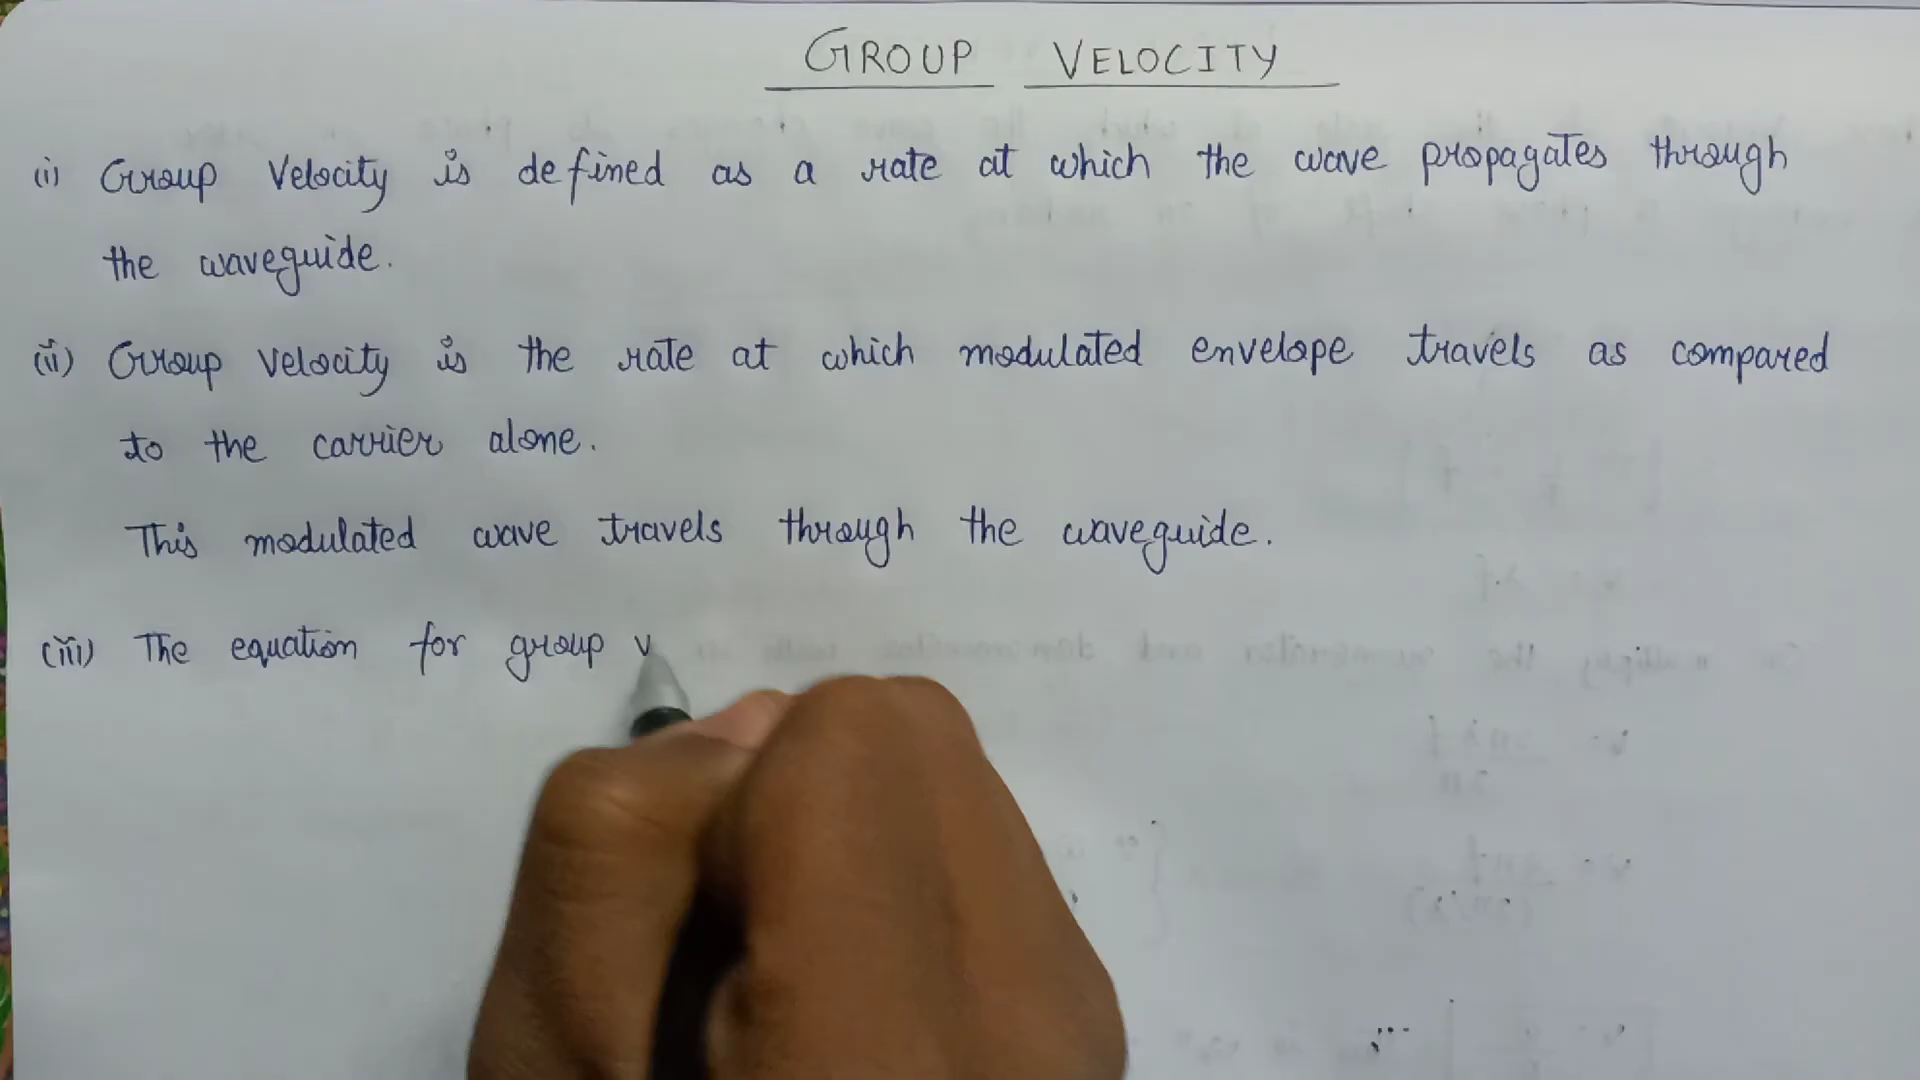 GROUP VELOCITY
(i) Group Velocity is defined as a rate at which the wave propagates through
the waveguide.
(ii) Group Velocity is the rate at which modulated envelope travels as compared
to the carrier alone.
This modulated wave travels through the waveguide.
(iii) The equation for group v